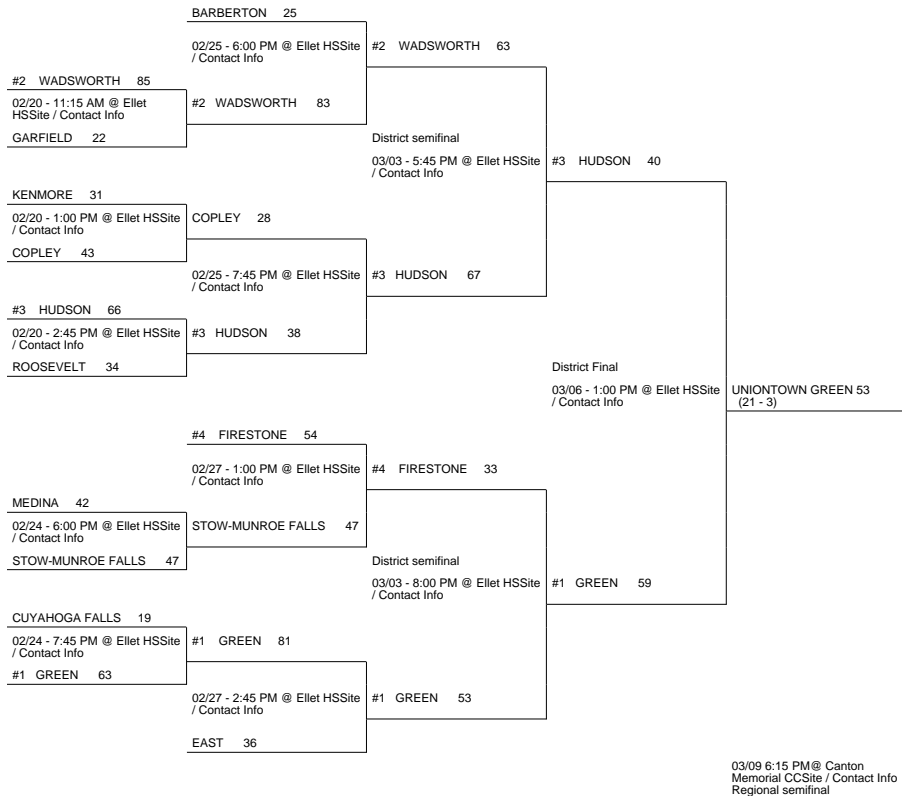 BARBERTON 25
02/25 - 6:00 PM @ Ellet HSSite
/ Contact Info
#2 WADSWORTH 63
#2 WADSWORTH 85
02/20 - 11:15 AM @ Ellet
HSSite / Contact Info
#2 WADSWORTH 83
GARFIELD 22
District semifinal
03/03 - 5:45 PM @ Ellet HSSite
/ Contact Info
#3 HUDSON 40
KENMORE 31
02/20 - 1:00 PM @ Ellet HSSite
/ Contact Info
COPLEY 28
COPLEY 43
02/25 - 7:45 PM @ Ellet HSSite
/ Contact Info
#3 HUDSON 67
#3 HUDSON 66
02/20 - 2:45 PM @ Ellet HSSite
/ Contact Info
#3 HUDSON 38
ROOSEVELT 34
District Final
03/06 - 1:00 PM @ Ellet HSSite
/ Contact Info
UNIONTOWN GREEN 53
(21 - 3)
#4 FIRESTONE 54
02/27 - 1:00 PM @ Ellet HSSite
/ Contact Info
#4 FIRESTONE 33
MEDINA 42
02/24 - 6:00 PM @ Ellet HSSite
/ Contact Info
STOW-MUNROE FALLS 47
STOW-MUNROE FALLS 47
District semifinal
03/03 - 8:00 PM @ Ellet HSSite
/ Contact Info
#1 GREEN 59
CUYAHOGA FALLS 19
02/24 - 7:45 PM @ Ellet HSSite
/ Contact Info
#1 GREEN 81
#1 GREEN 63
02/27 - 2:45 PM @ Ellet HSSite
/ Contact Info
#1 GREEN 53
EAST 36
03/09 6:15 PM@ Canton
Memorial CCSite / Contact Info
Regional semifinal